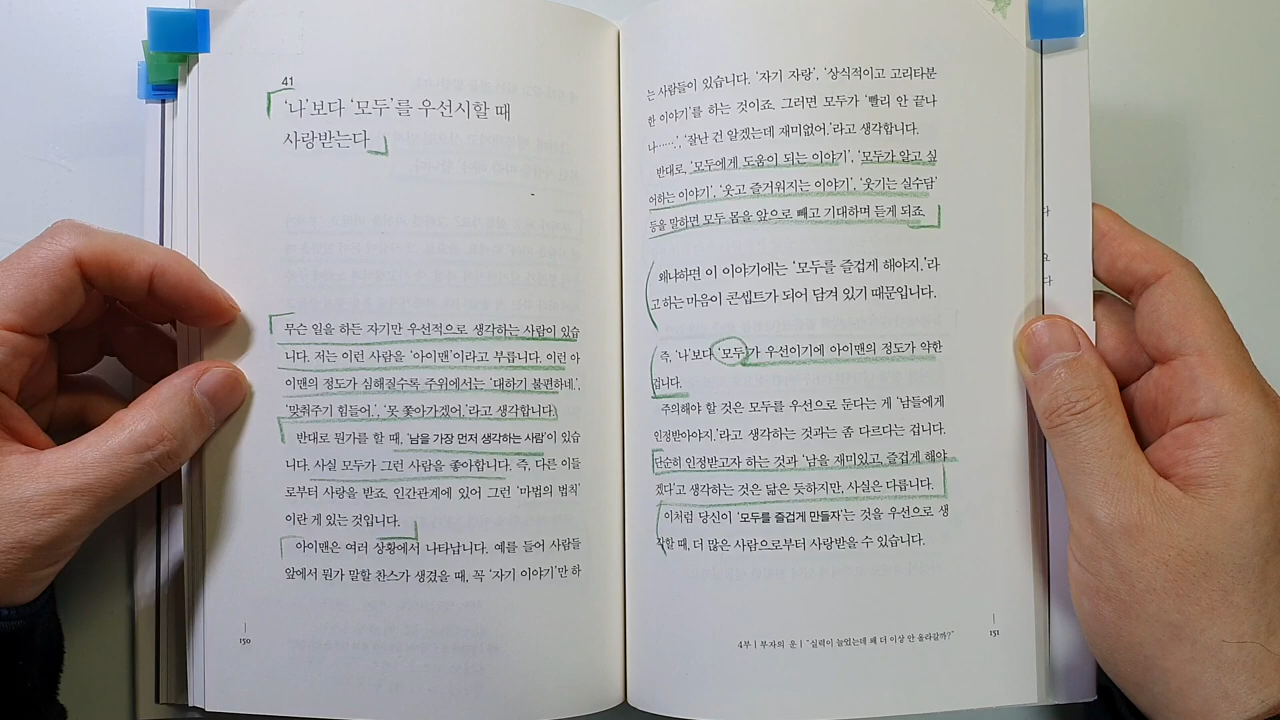 41
‘나’보다 ‘모두’를 우선시할 때
사랑받는다
무슨 일을 하든 자기만 우선적으로 생각하는 사람이 있습
니다. 저는 이런 사람을 ‘아이맨’이라고 부릅니다. 이런 아
이맨의 정도가 심해질수록 주위에서는 ‘대하기 불편하네.’,
‘맞춰주기 힘들어.’, ‘못 쫓아가겠어.’라고 생각합니다.
반대로 뭔가를 할 때, ‘남을 가장 먼저 생각하는 사람’이 있습
니다. 사실 모두가 그런 사람을 좋아합니다. 즉, 다른 이들
로부터 사랑을 받죠. 인간관계에 있어 그런 ‘마법의 법칙’
이란 게 있는 것입니다.
아이맨은 여러 상황에서 나타납니다. 예를 들어 사람들
앞에서 뭔가 말할 찬스가 생겼을 때, 꼭 ‘자기 이야기’만 하
150
는 사람들이 있습니다. ‘자기 자랑’, ‘상식적이고 고리타분
한 이야기’를 하는 것이죠. 그러면 모두가 ‘빨리 안 끝나
나…….’, ‘잘난 건 알겠는데 재미없어.’라고 생각합니다.
반대로, ‘모두에게 도움이 되는 이야기’, ‘모두가 알고 싶
어하는 이야기’, ‘웃고 즐거워지는 이야기’, ‘웃기는 실수담’
등을 말하면 모두 몸을 앞으로 빼고 기대하며 듣게 되죠.
왜냐하면 이 이야기에는 ‘모두를 즐겁게 해야지.’라
고 하는 마음이 콘셉트가 되어 담겨 있기 때문입니다.
즉, ‘나’보다 ‘모두’가 우선이기에 아이맨의 정도가 약한
겁니다.
주의해야 할 것은 모두를 우선으로 둔다는 게 ‘남들에게
인정받아야지.’라고 생각하는 것과는 좀 다르다는 겁니다.
단순히 인정받고자 하는 것과 ‘남을 재미있고, 즐겁게 해야
겠다’고 생각하는 것은 닮은 듯하지만, 사실은 다릅니다.
이처럼 당신이 ‘모두를 즐겁게 만들자’는 것을 우선으로 생
각할 때, 더 많은 사람으로부터 사랑받을 수 있습니다.
4부 | 부자의 운 | “실력이 늘었는데 왜 더 이상 안 올라갈까?”
151